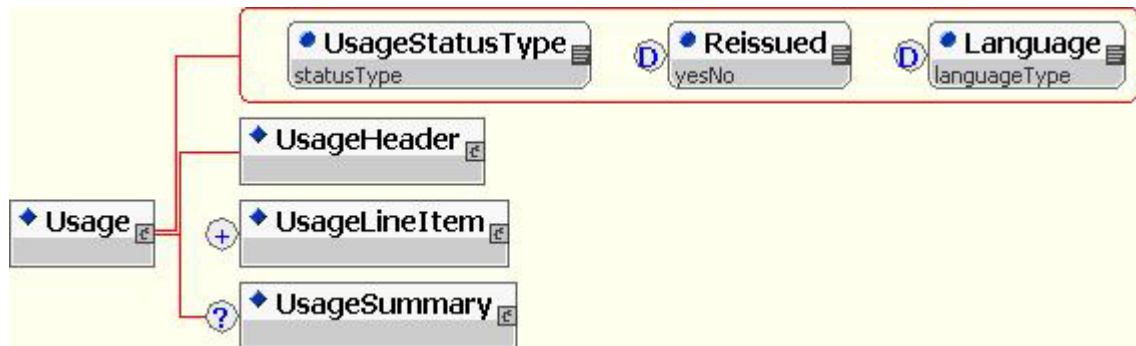 UsageStatusType
statusType
D
Reissued
yesNo
D
Language
languageType
UsageHeader
Usage
+
UsageLineItem
?
UsageSummary